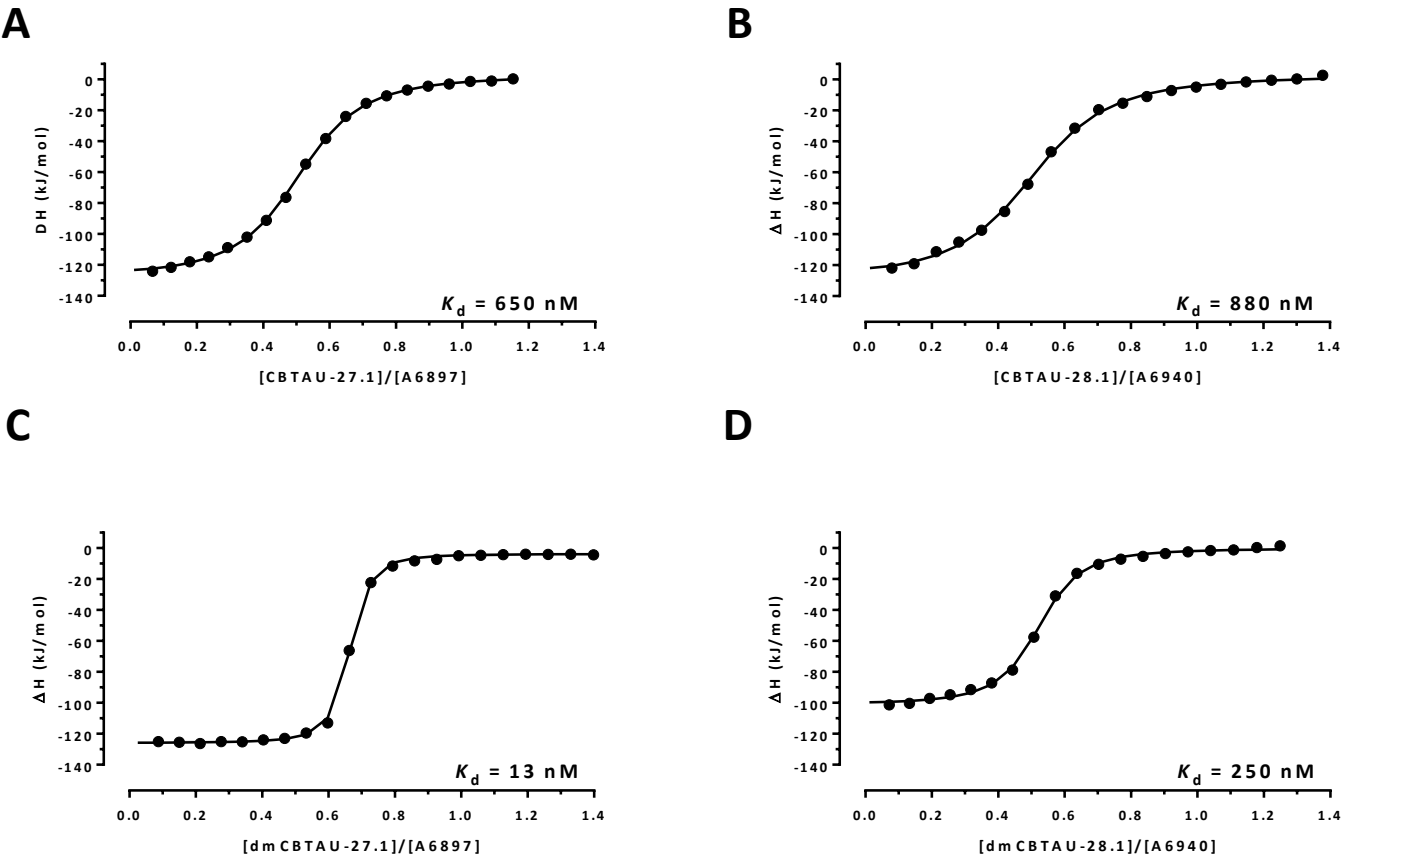 A
DH (kJ/mol)
0
-20
-40
-60
-80
-100
-120
-140
Kd = 650 nM
0.0 0.2 0.4 0.6 0.8 1.0 1.2 1.4
[CBTAU-27.1]/[A6897]
B
ΔH (kJ/mol)
0
-20
-40
-60
-80
-100
-120
-140
Kd = 880 nM
0.0 0.2 0.4 0.6 0.8 1.0 1.2 1.4
[CBTAU-28.1]/[A6940]
C
ΔH (kJ/mol)
0
-20
-40
-60
-80
-100
-120
-140
Kd = 13 nM
0.0 0.2 0.4 0.6 0.8 1.0 1.2 1.4
[dmCBTAU-27.1]/[A6897]
D
ΔH (kJ/mol)
0
-20
-40
-60
-80
-100
-120
-140
Kd = 250 nM
0.0 0.2 0.4 0.6 0.8 1.0 1.2 1.4
[dmCBTAU-28.1]/[A6940]